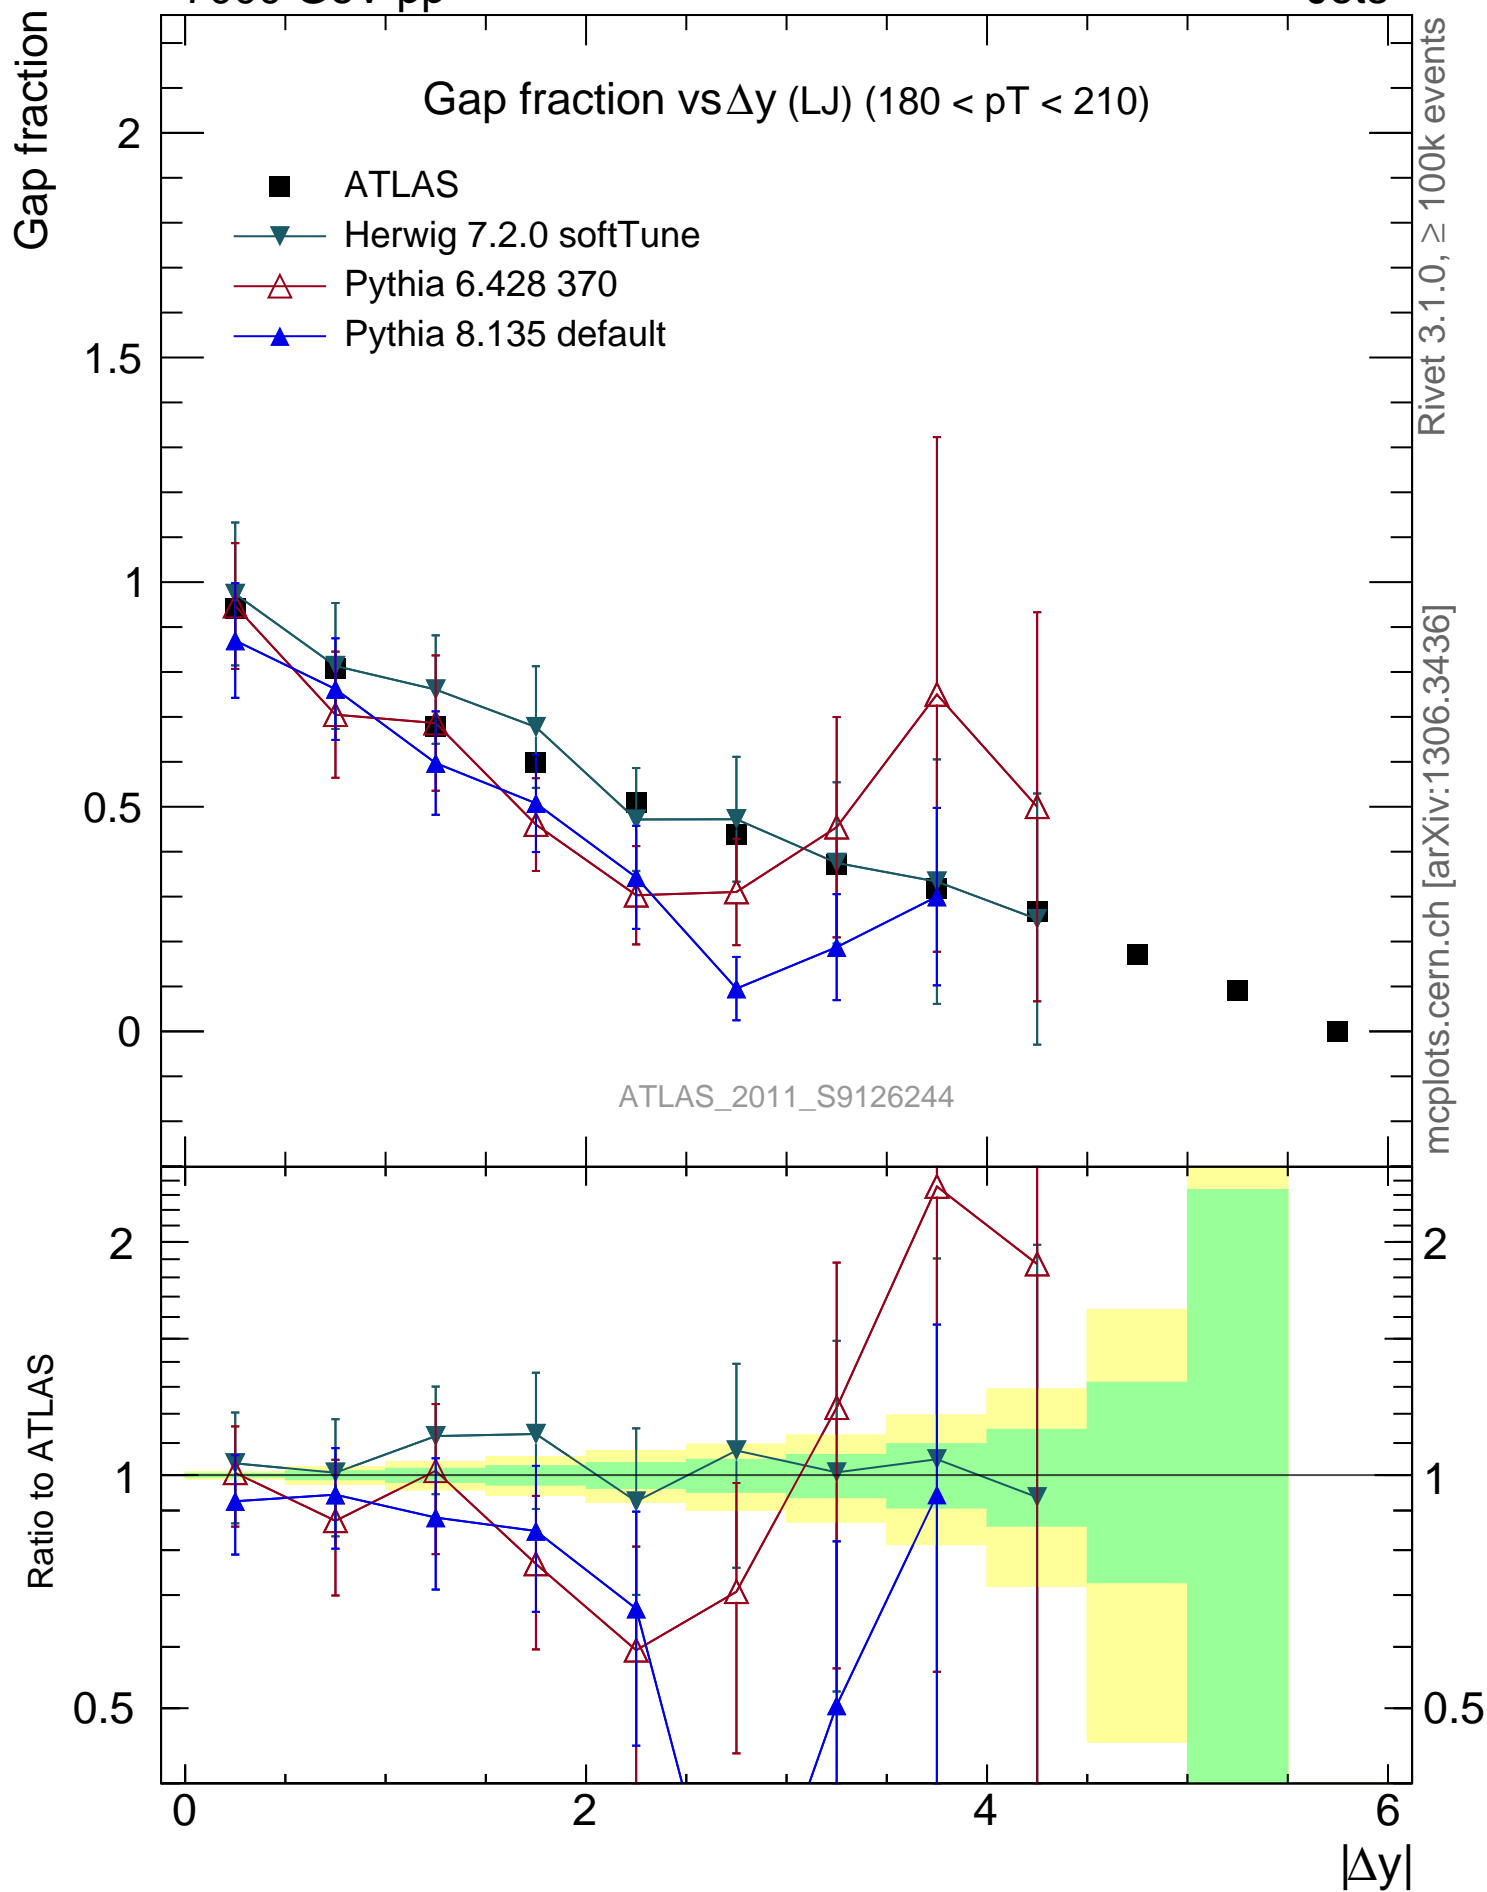 Gap fraction vs Δy (LJ) (180 < pT < 210)
Gap fraction
2
1.5
1
0.5
0
ATLAS
Herwig 7.2.0 softTune
Pythia 6.428 370
Pythia 8.135 default
ATLAS_2011_S9126244
Rivet 3.1.0, ≥ 100k events
mcplots.cern.ch [arXiv:1306.3436]
Ratio to ATLAS
2
1
0.5
2
1
0.5
0 2 4 6
|Δy|